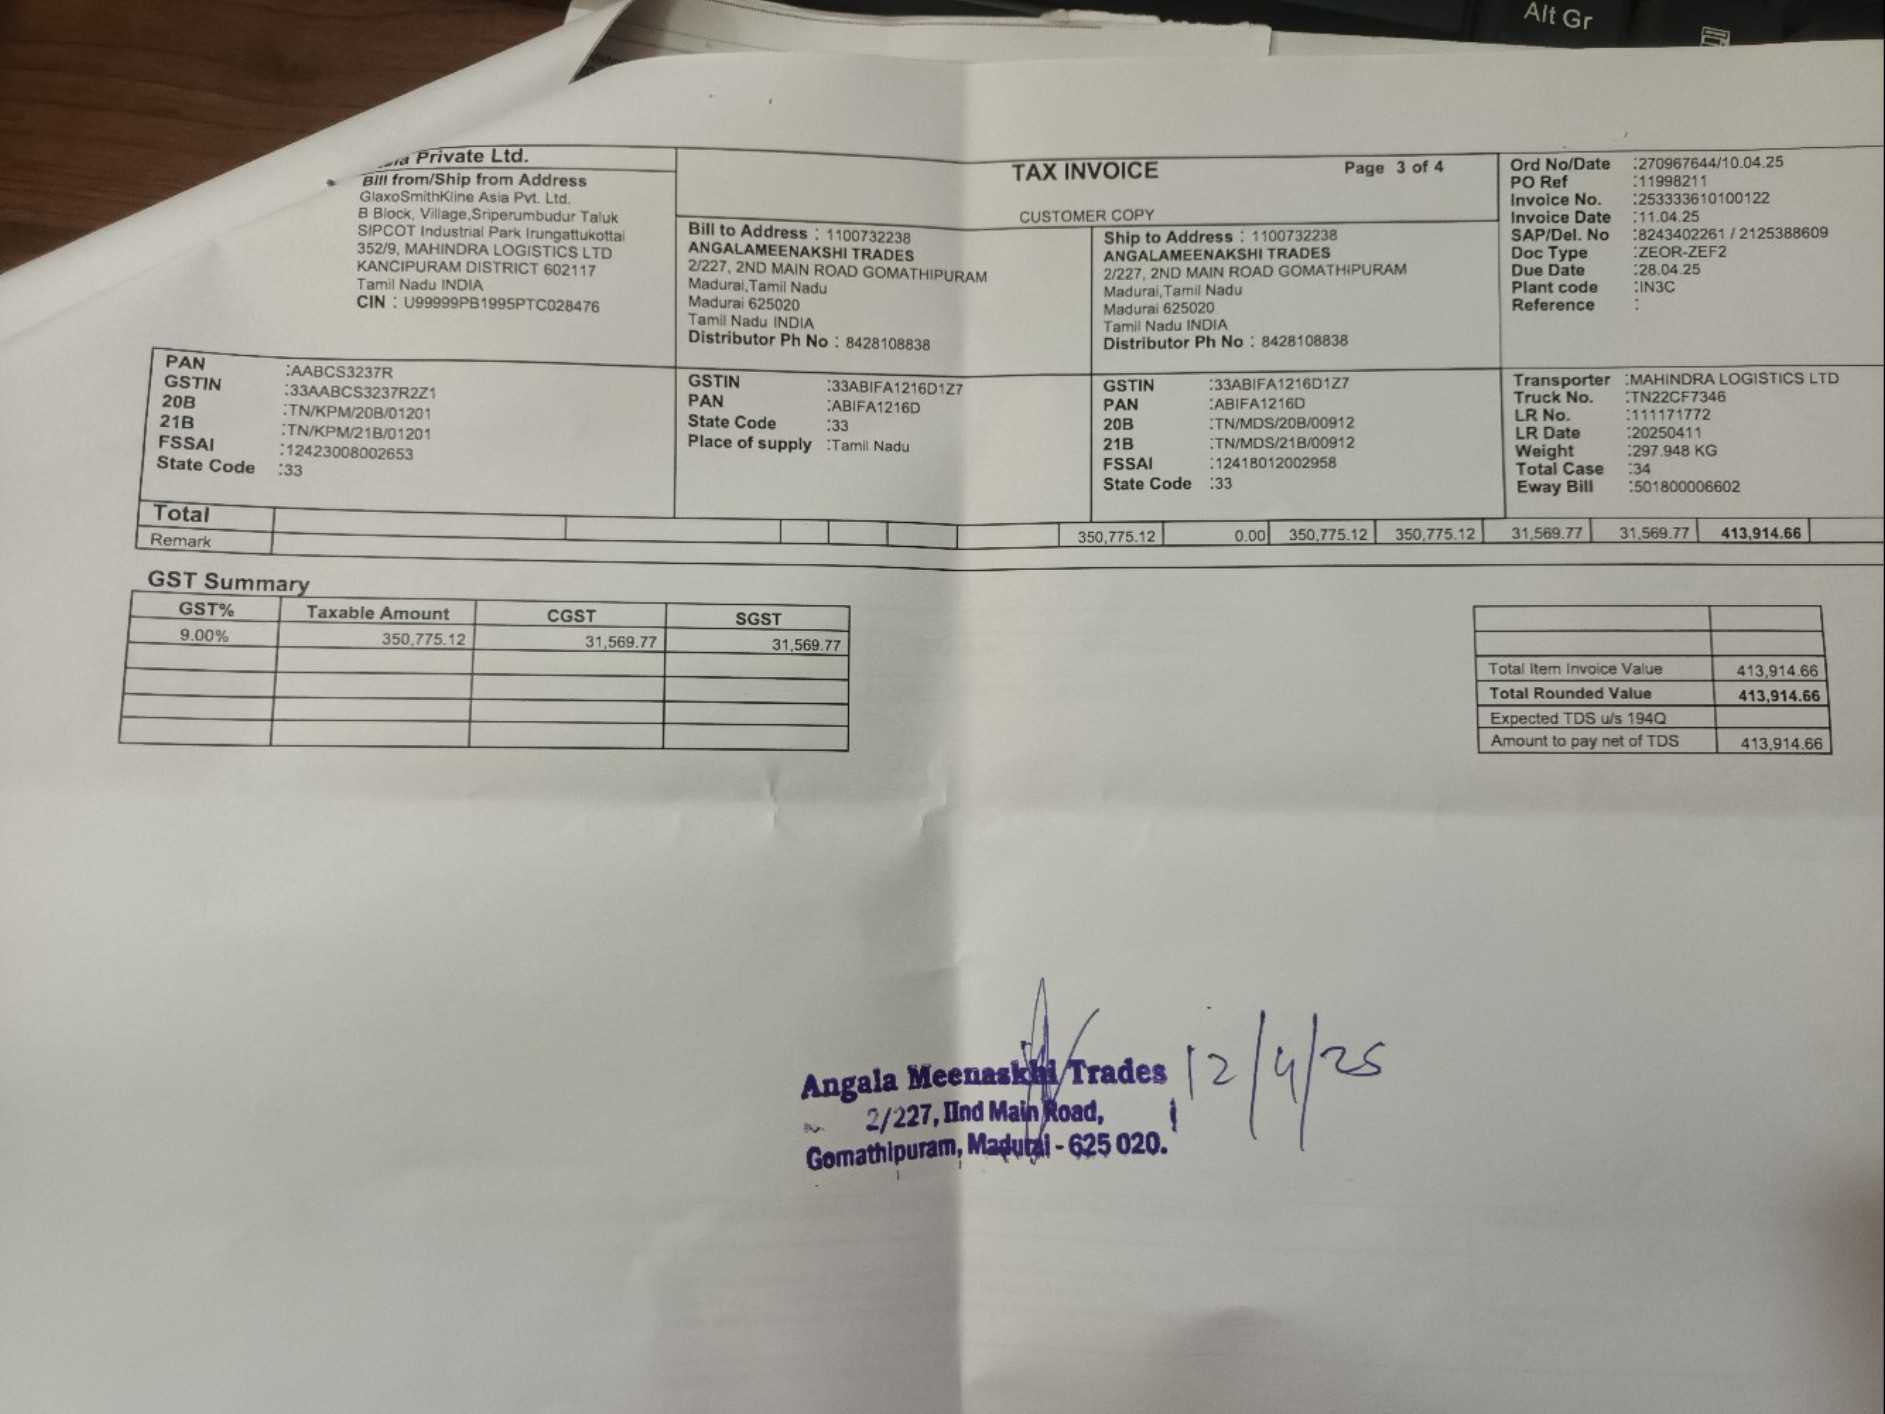 Alt Gr
Private Ltd.
Bill from/Ship from Address
GlaxoSmithKline Asia Pvt. Ltd.
B Block, Village,Sriperumbudur Taluk
SIPCOT Industrial Park Irungattukottai
352/9, MAHINDRA LOGISTICS LTD
KANCIPURAM DISTRICT 602117
Tamil Nadu INDIA
CIN : U99999PB1995PTC028476
TAX INVOICE
Page 3 of 4
CUSTOMER COPY
Bill to Address : 1100732238
ANGALAMEENAKSHI TRADES
2/227, 2ND MAIN ROAD GOMATHIPURAM
Madurai,Tamil Nadu
Madurai 625020
Tamil Nadu INDIA
Distributor Ph No : 8428108838
Ship to Address : 1100732238
ANGALAMEENAKSHI TRADES
2/227, 2ND MAIN ROAD GOMATHIPURAM
Madurai,Tamil Nadu
Madurai 625020
Tamil Nadu INDIA
Distributor Ph No : 8428108838
Ord No/Date :270967644/10.04.25
PO Ref :11998211
Invoice No. :253333610100122
Invoice Date :11.04.25
SAP/Del. No :8243402261 / 2125388609
Doc Type :ZEOR-ZEF2
Due Date :28.04.25
Plant code :IN3C
Reference :
PAN :AABCS3237R
GSTIN :33AABCS3237R2Z1
20B :TN/KPM/20B/01201
21B :TN/KPM/21B/01201
FSSAI :12423008002653
State Code :33
GSTIN :33ABIFA1216D1Z7
PAN :ABIFA1216D
State Code :33
Place of supply :Tamil Nadu
GSTIN :33ABIFA1216D1Z7
PAN :ABIFA1216D
20B :TN/MDS/20B/00912
21B :TN/MDS/21B/00912
FSSAI :12418012002958
State Code :33
Transporter :MAHINDRA LOGISTICS LTD
Truck No. :TN22CF7346
LR No. :111171772
LR Date :20250411
Weight :297.948 KG
Total Case :34
Eway Bill :501800006602
Total 350,775.12 0.00 350,775.12 350,775.12 31,569.77 31,569.77 413,914.66
Remark
GST Summary
GST% Taxable Amount CGST SGST
9.00% 350,775.12 31,569.77 31,569.77
Total Item Invoice Value 413,914.66
Total Rounded Value 413,914.66
Expected TDS u/s 194Q
Amount to pay net of TDS 413,914.66
Angala Meenaskhi Trades 12/4/25
2/227, IInd Main Road,
Gomathipuram, Madutai - 625 020.